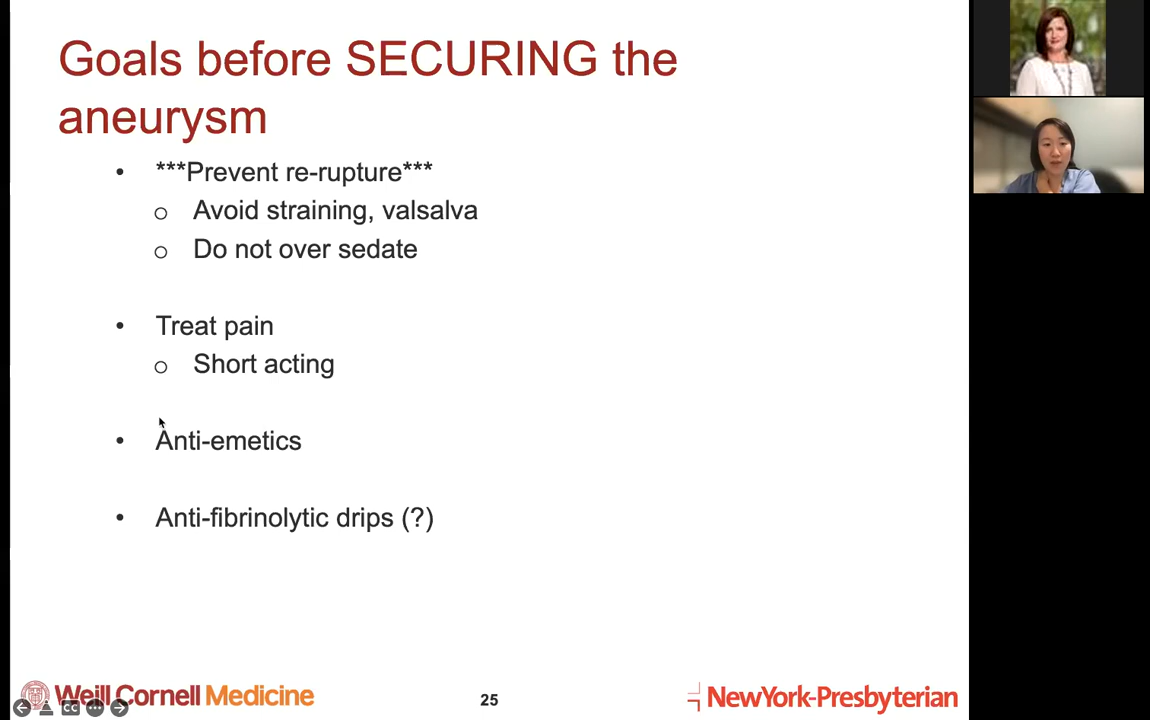 Goals before SECURING the
aneurysm
• ***Prevent re-rupture***
o Avoid straining, valsalva
o Do not over sedate
• Treat pain
o Short acting
• Anti-emetics
• Anti-fibrinolytic drips (?)
Weill Cornell Medicine
25
NewYork-Presbyterian